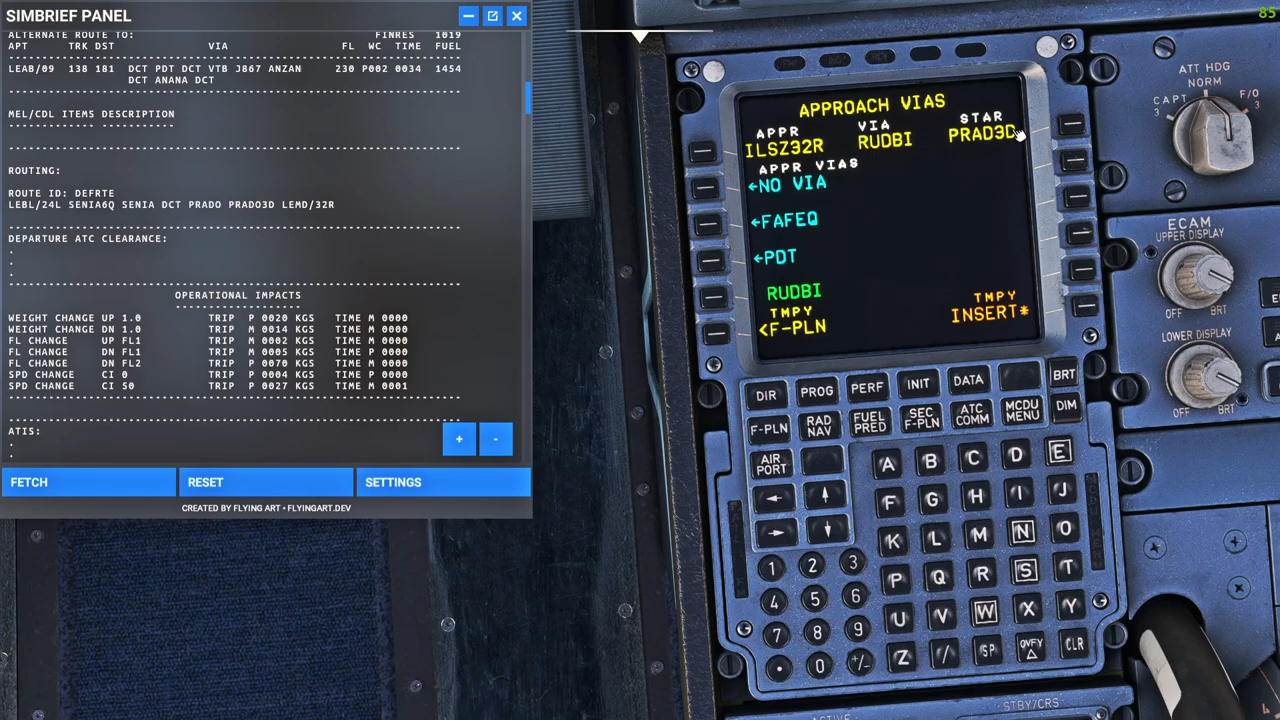 SIMBRIEF PANEL
85
ALTERNATE ROUTE TO: FINRES 1019
APT TRK DST VIA FL WC TIME FUEL
LEAB/09 138 181 DCT PDT DCT VTB J867 ANZAN 230 P002 0034 1454
DCT ANANA DCT
MEL/CDL ITEMS DESCRIPTION
ROUTING:
ROUTE ID: DEFRTE
LEBL/24L SENIA6Q SENIA DCT PRADO PRADO3D LEMD/32R
DEPARTURE ATC CLEARANCE:
.
.
.
OPERATIONAL IMPACTS
WEIGHT CHANGE UP 1.0 TRIP P 0020 KGS TIME M 0000
WEIGHT CHANGE DN 1.0 TRIP M 0014 KGS TIME M 0000
FL CHANGE UP FL1 TRIP M 0002 KGS TIME M 0000
FL CHANGE DN FL1 TRIP M 0005 KGS TIME P 0000
FL CHANGE DN FL2 TRIP P 0070 KGS TIME M 0000
SPD CHANGE CI 0 TRIP P 0004 KGS TIME P 0000
SPD CHANGE CI 50 TRIP P 0027 KGS TIME M 0001
ATIS:
.
.
+ -
FETCH RESET SETTINGS
CREATED BY FLYING ART • FLYINGART.DEV
APPROACH VIAS
APPR VIA STAR
ILSZ32R RUDBI PRAD3D
APPR VIAS
←NO VIA
←FAFEQ
←PDT
RUDBI
TMPY TMPY
<F-PLN INSERT*
DIR PROG PERF INIT DATA BRT
F-PLN RAD NAV FUEL PRED SEC F-PLN ATC COMM MCDU MENU DIM
AIR PORT
← ↑
→ ↓
A B C D E
F G H I J
K L M N O
P Q R S T
U V W X Y
Z / SP OVFY △ CLR
1 2 3
4 5 6
7 8 9
. 0 +/-
ATT HDG
NORM
CAPT 3 F/O 3
ECAM
UPPER DISPLAY
OFF BRT
LOWER DISPLAY
OFF BRT
STBY/CRS